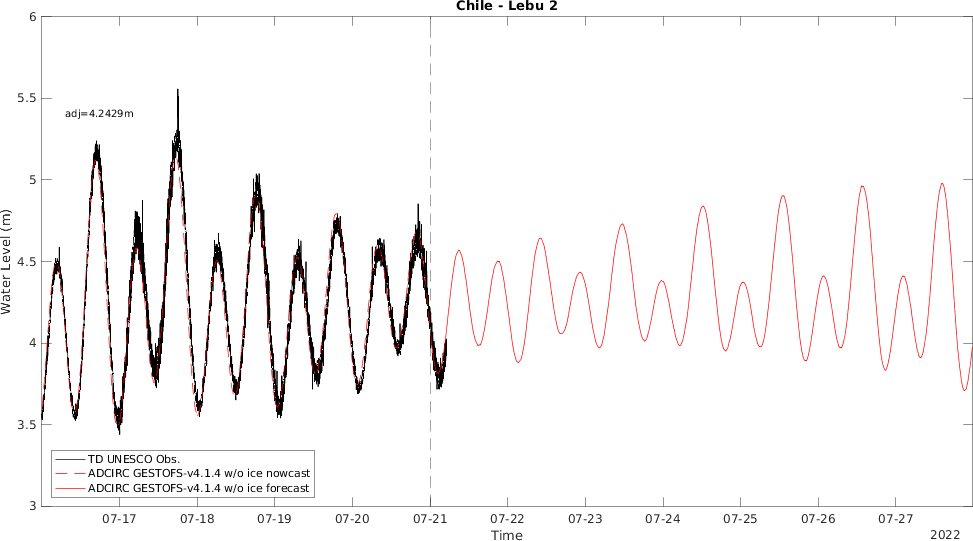 Chile - Lebu 2
6
5.5
5
4.5
4
3.5
3
Water Level (m)
adj=4.2429m
TD UNESCO Obs.
ADCIRC GESTOFS-v4.1.4 w/o ice nowcast
ADCIRC GESTOFS-v4.1.4 w/o ice forecast
07-17 07-18 07-19 07-20 07-21 07-22 07-23 07-24 07-25 07-26 07-27
Time
2022